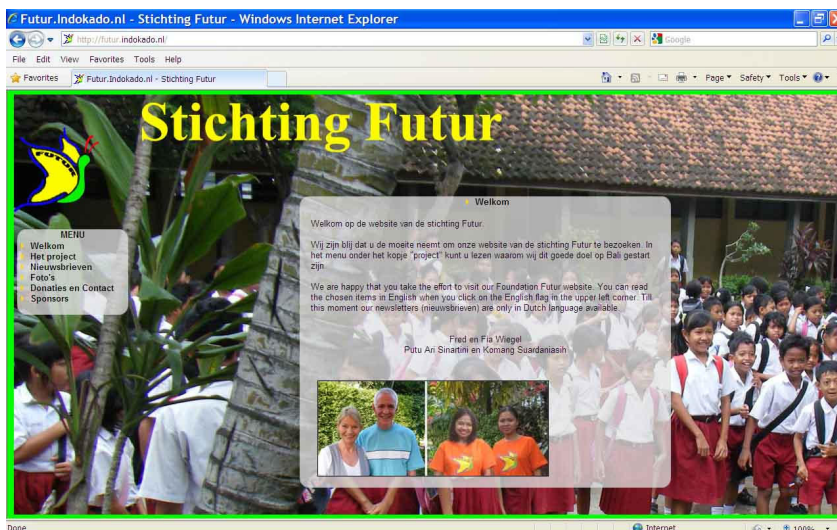 Futur.Indokado.nl - Stichting Futur - Windows Internet Explorer
http://futur.indokado.nl/
Google
File Edit View Favorites Tools Help
Favorites
Futur.Indokado.nl - Stichting Futur
Page Safety Tools
Stichting Futur
FUTUR
MENU
Welkom
Het project
Nieuwsbrieven
Foto's
Donaties en Contact
Sponsors
Welkom
Welkom op de website van de stichting Futur.
Wij zijn blij dat u de moeite neemt om onze website van de stichting Futur te bezoeken. In
het menu onder het kopje "project" kunt u lezen waarom wij dit goede doel op Bali gestart
zijn.
We are happy that you take the effort to visit our Foundation Futur website. You can read
the chosen items in English when you click on the English flag in the upper left corner. Till
this moment our newsletters (nieuwsbrieven) are only in Dutch language available.
Fred en Fia Wiegel
Putu Ari Sinartini en Komang Suardaniasih
Done
Internet
100%